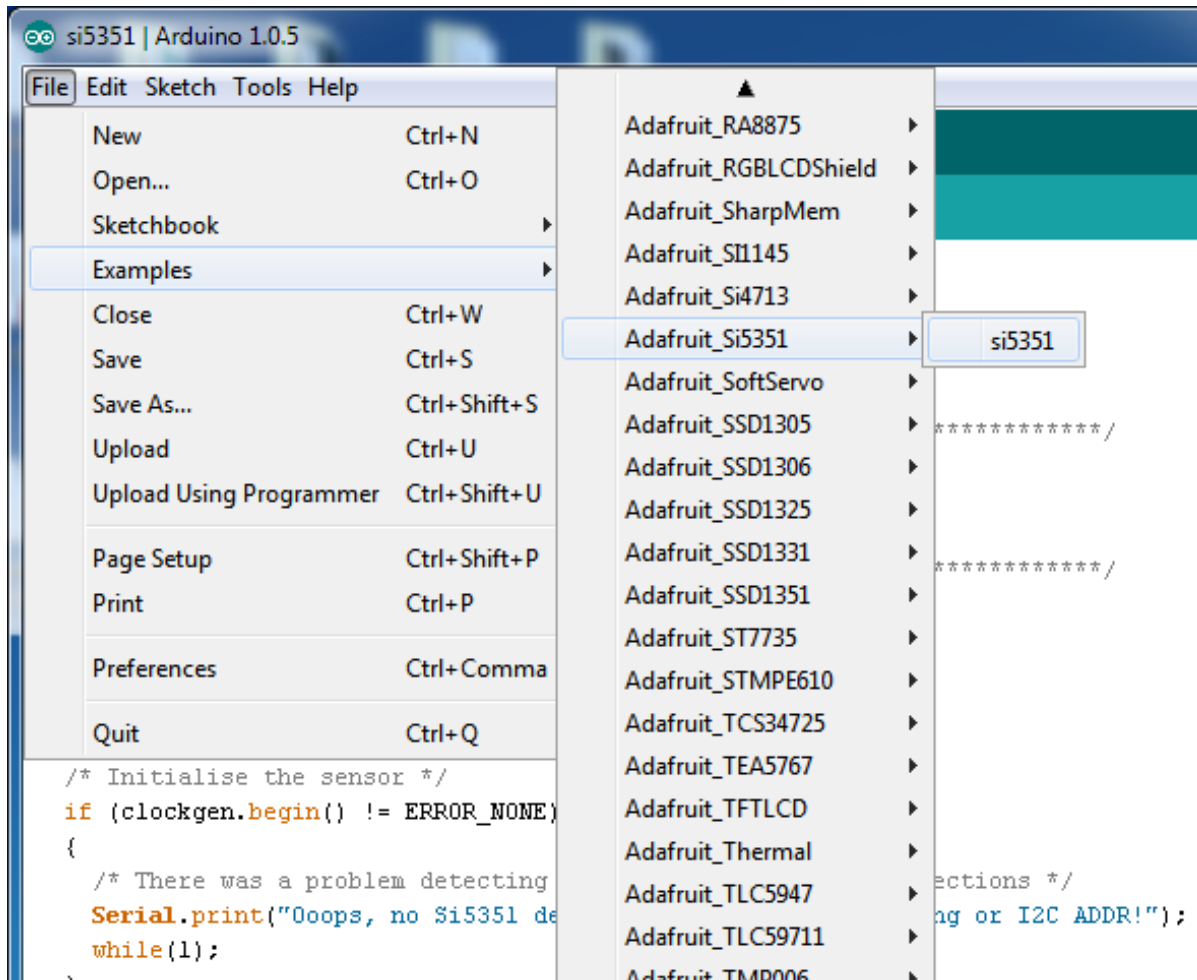 si5351 | Arduino 1.0.5
File Edit Sketch Tools Help
New Ctrl+N
Open... Ctrl+O
Sketchbook
Examples
Close Ctrl+W
Save Ctrl+S
Save As... Ctrl+Shift+S
Upload Ctrl+U
Upload Using Programmer Ctrl+Shift+U
Page Setup Ctrl+Shift+P
Print Ctrl+P
Preferences Ctrl+Comma
Quit Ctrl+Q
Adafruit_RA8875
Adafruit_RGBLCDShield
Adafruit_SharpMem
Adafruit_SI1145
Adafruit_Si4713
Adafruit_Si5351
Adafruit_SoftServo
Adafruit_SSD1305
Adafruit_SSD1306
Adafruit_SSD1325
Adafruit_SSD1331
Adafruit_SSD1351
Adafruit_ST7735
Adafruit_STMPE610
Adafruit_TCS34725
Adafruit_TEA5767
Adafruit_TFTLCD
Adafruit_Thermal
Adafruit_TLC5947
Adafruit_TLC59711
Adafruit_TMP006
si5351
************/
************/
/* Initialise the sensor */
if (clockgen.begin() != ERROR_NONE)
{
/* There was a problem detecting ections */
Serial.print("Ooops, no Si5351 de ng or I2C ADDR!");
while(1);